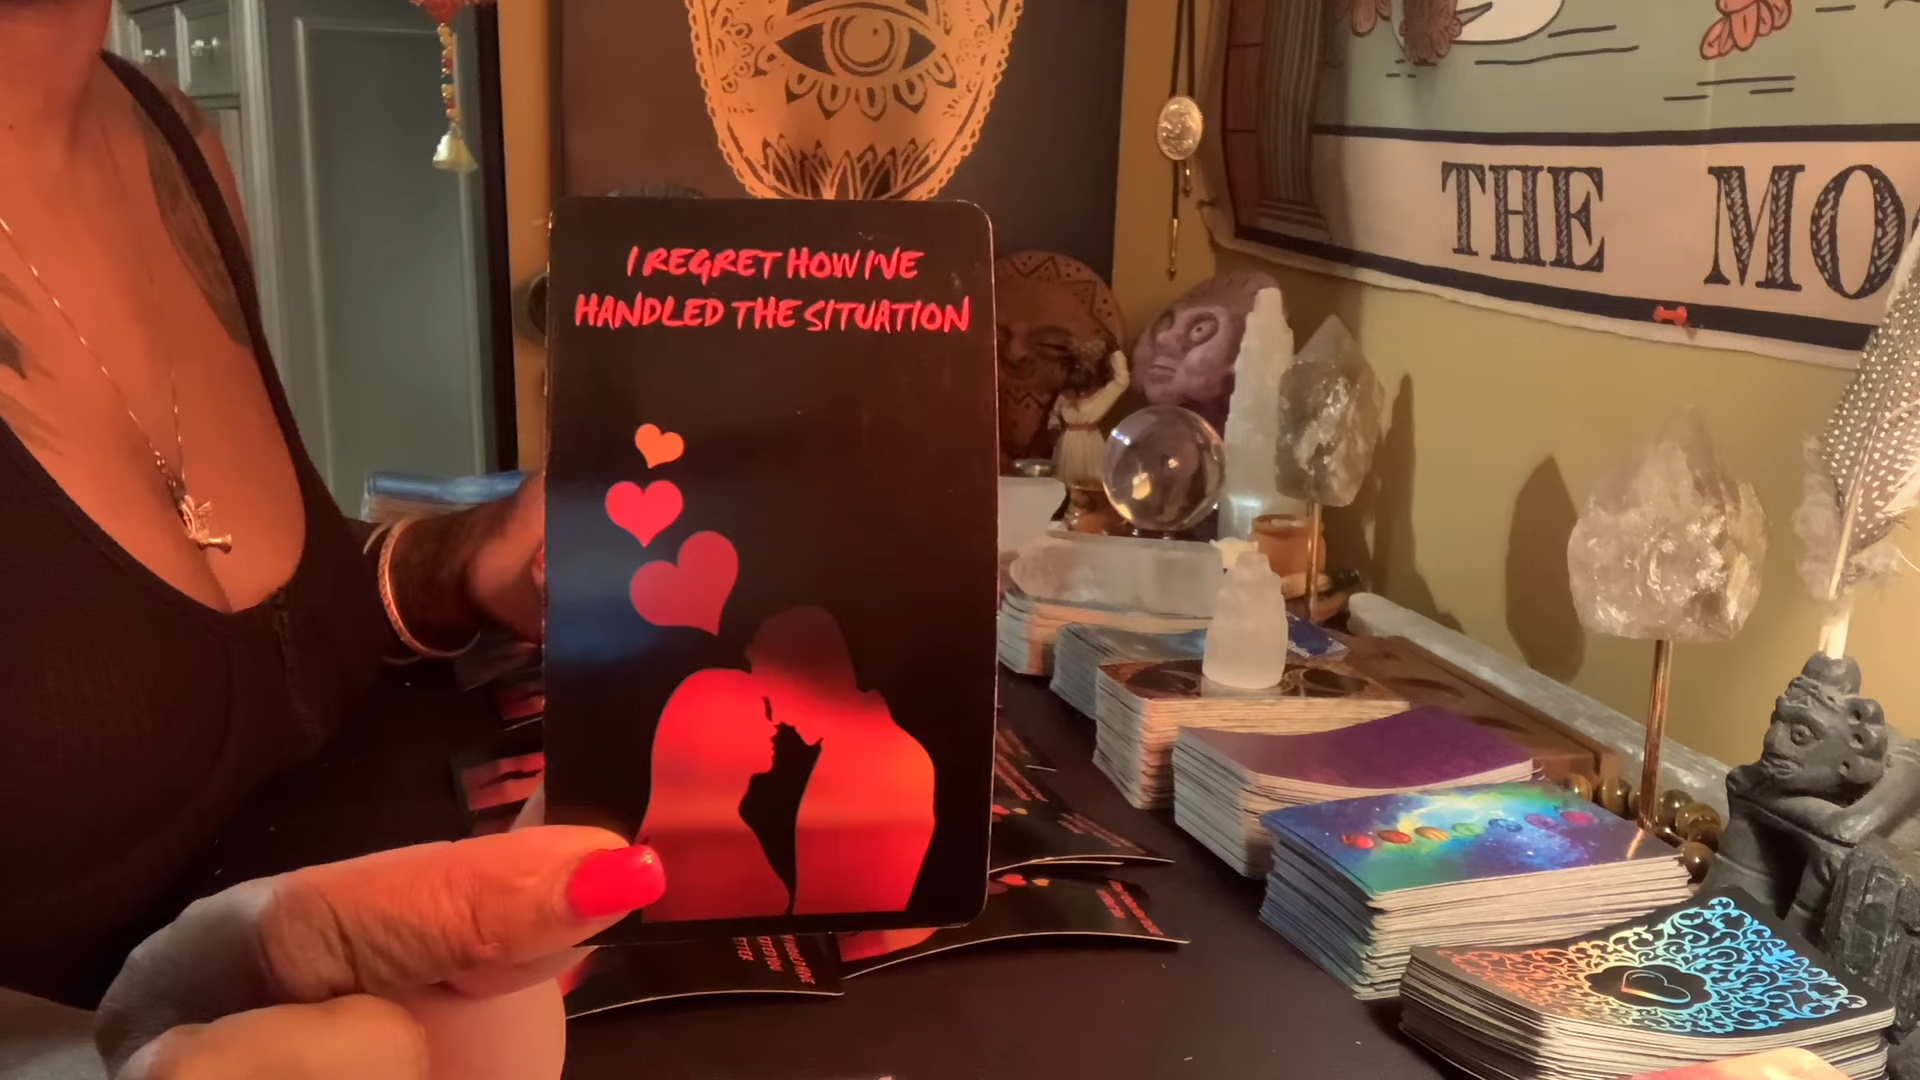 I REGRET HOW I'VE
HANDLED THE SITUATION
THE MO